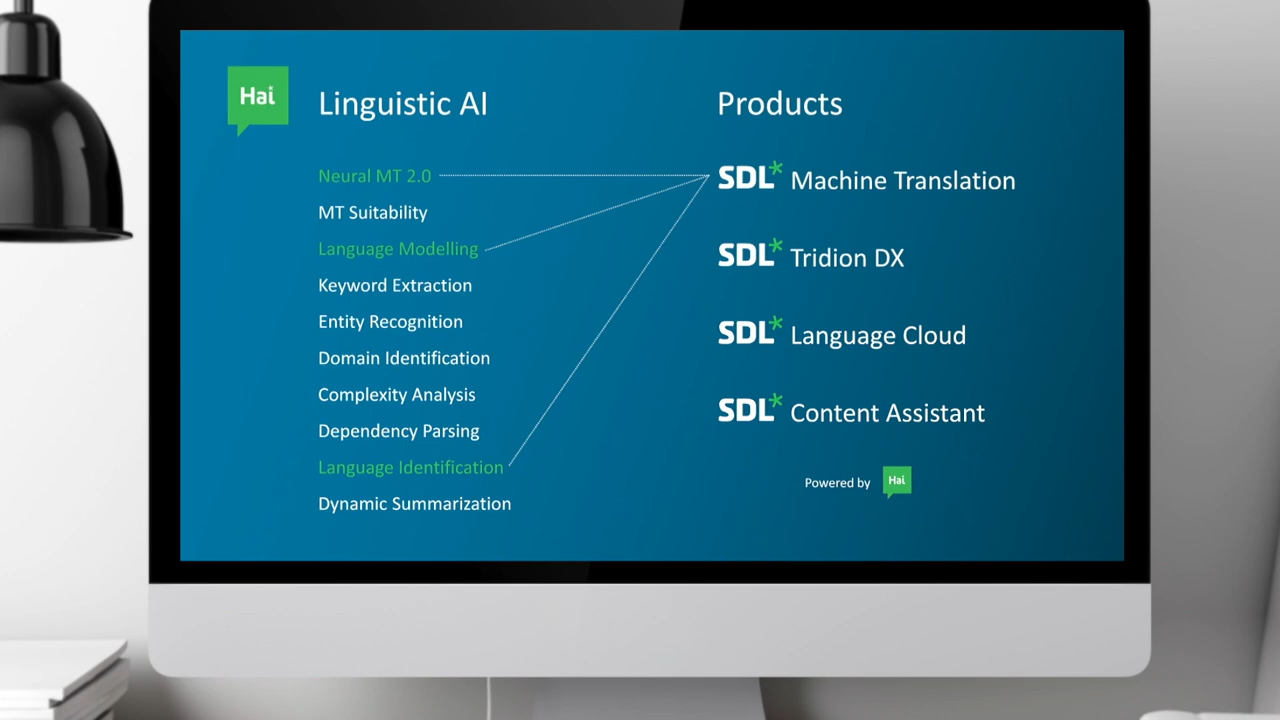 Hai
Linguistic AI
Neural MT 2.0
MT Suitability
Language Modelling
Keyword Extraction
Entity Recognition
Domain Identification
Complexity Analysis
Dependency Parsing
Language Identification
Dynamic Summarization
Products
SDL* Machine Translation
SDL* Tridion DX
SDL* Language Cloud
SDL* Content Assistant
Powered by Hai